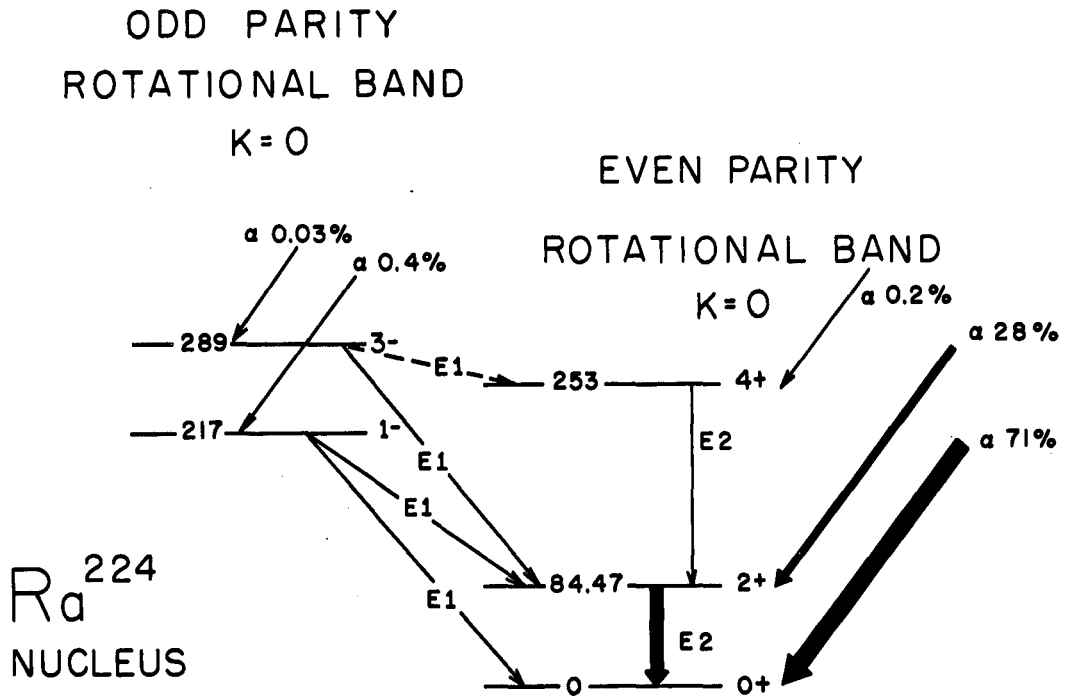 ODD PARITY
ROTATIONAL BAND
K=0
EVEN PARITY
ROTATIONAL BAND
K=0
α 0.03%
α 0.4%
α 0.2%
α 28%
289
3-
E1
253
4+
217
1-
E2
α 71%
E1
E1
84.47
2+
E1
E2
0
0+
Ra²²⁴
NUCLEUS